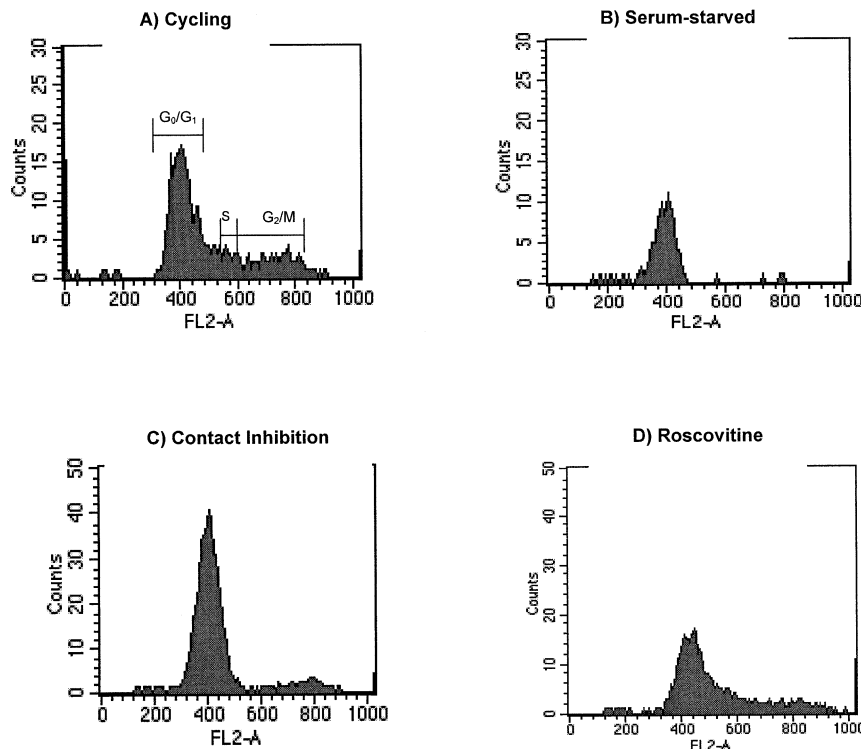 A) Cycling
30
25
20
15
10
5
0
Counts
G0/G1
S
G2/M
0 200 400 600 800 1000
FL2-A
B) Serum-starved
30
25
20
15
10
5
0
Counts
0 200 400 600 800 1000
FL2-A
C) Contact Inhibition
50
40
30
20
10
0
Counts
0 200 400 600 800 1000
FL2-A
D) Roscovitine
50
40
30
20
10
0
Counts
0 200 400 600 800 1000
FL2-A